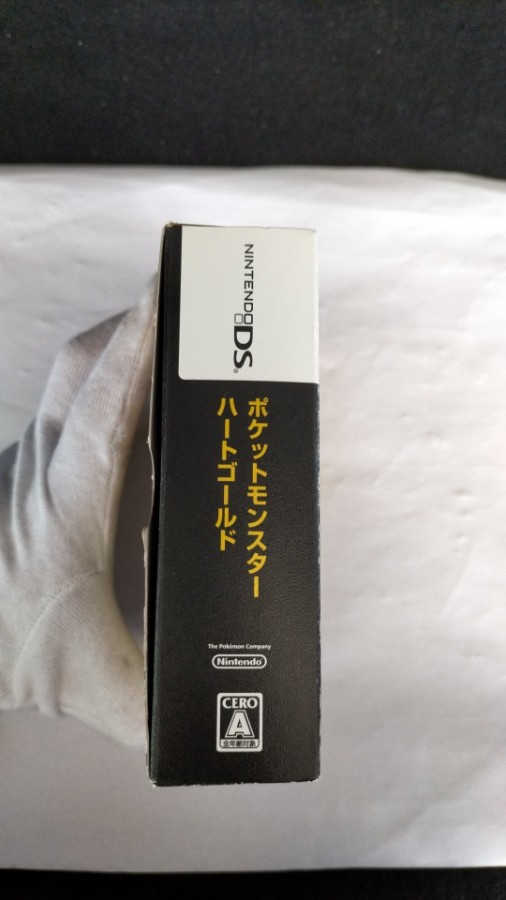 NINTENDO DS®
ポケットモンスター
ハートゴールド
The Pokémon Company
Nintendo
CERO
A
全年齢対象